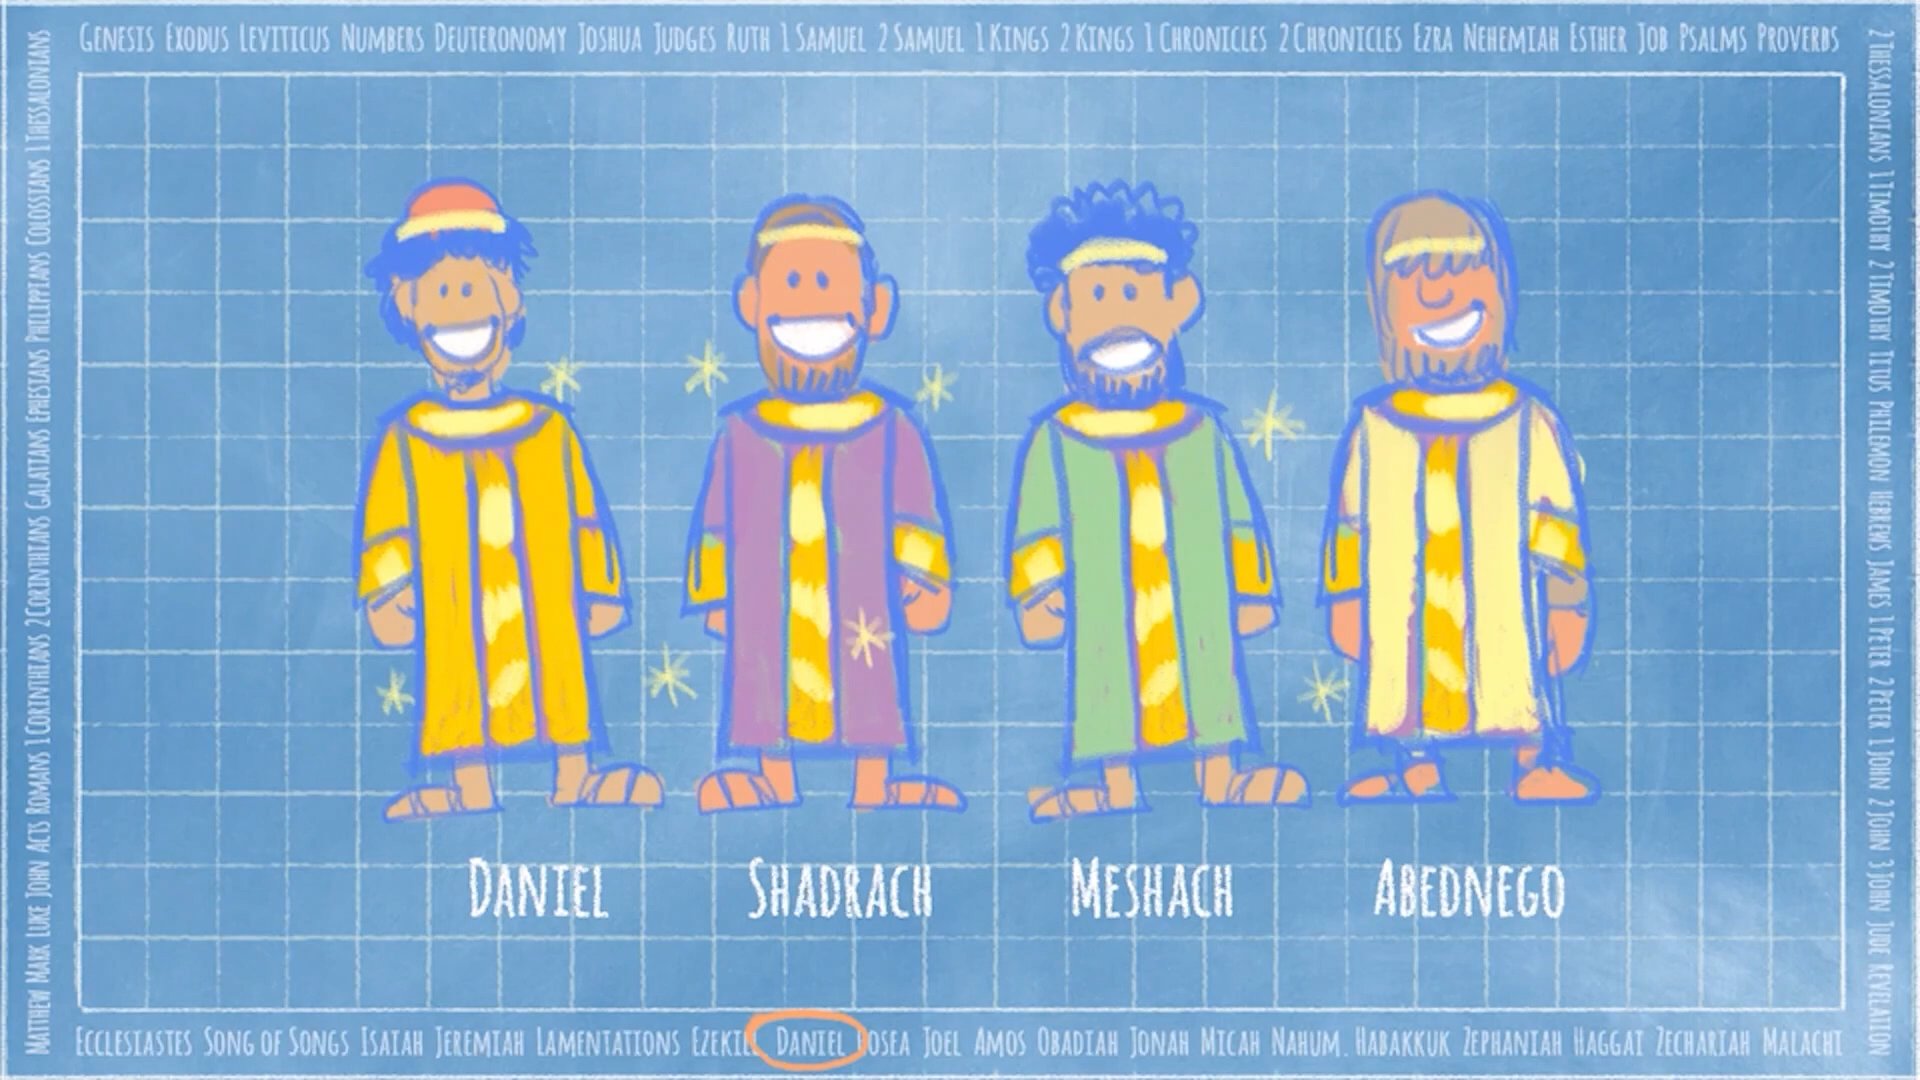 Genesis Exodus Leviticus Numbers Deuteronomy Joshua Judges Ruth 1 Samuel 2 Samuel 1 Kings 2 Kings 1 Chronicles 2 Chronicles Ezra Nehemiah Esther Job Psalms Proverbs
Matthew Mark Luke John Acts Romans 1 Corinthians 2 Corinthians Galatians Ephesians Philippians Colossians 1 Thessalonians
2 Thessalonians 1 Timothy 2 Timothy Titus Philemon Hebrews James 1 Peter 2 Peter 1 John 2 John 3 John Jude Revelation
Daniel
Shadrach
Meshach
Abednego
Ecclesiastes Song of Songs Isaiah Jeremiah Lamentations Daniel Joel Amos Obadiah Jonah Micah Nahum. Habakkuk Zephaniah Haggai Zechariah Malachi